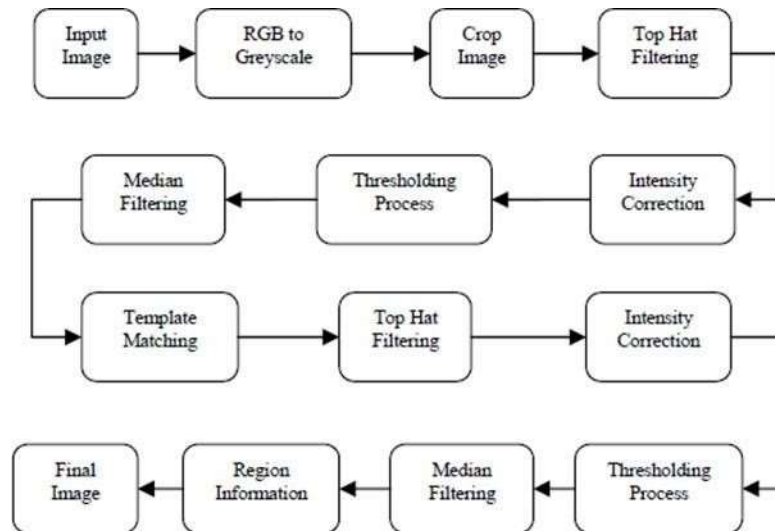 Input
Image
RGB to
Greyscale
Crop
Image
Top Hat
Filtering
Median
Filtering
Thresholding
Process
Intensity
Correction
Template
Matching
Top Hat
Filtering
Intensity
Correction
Final
Image
Region
Information
Median
Filtering
Thresholding
Process